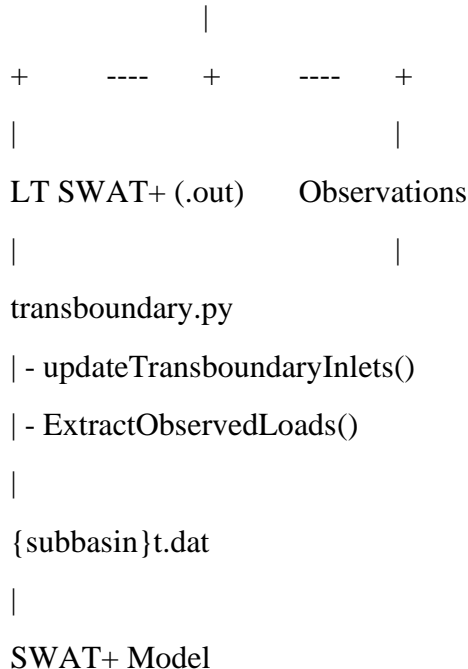 |
+ ---- + ---- +
| |
LT SWAT+ (.out) Observations
| |
transboundary.py
| - updateTransboundaryInlets()
| - ExtractObservedLoads()
|
{subbasin}t.dat
|
SWAT+ Model